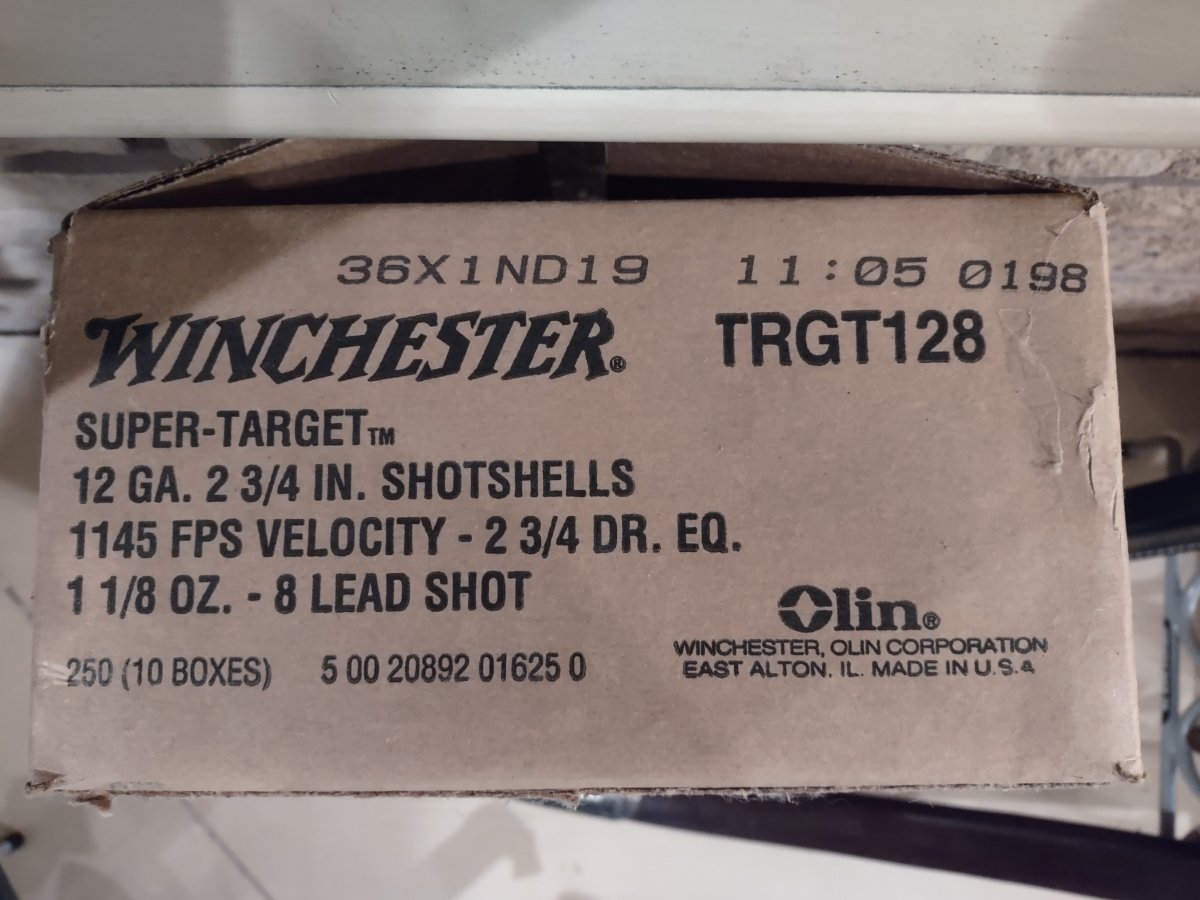 36X1ND19 11:05 0198
WINCHESTER® TRGT128
SUPER-TARGET™
12 GA. 2 3/4 IN. SHOTSHELLS
1145 FPS VELOCITY - 2 3/4 DR. EQ.
1 1/8 OZ. - 8 LEAD SHOT
Olin®
WINCHESTER, OLIN CORPORATION
EAST ALTON, IL. MADE IN U.S.A
250 (10 BOXES) 5 00 20892 01625 0